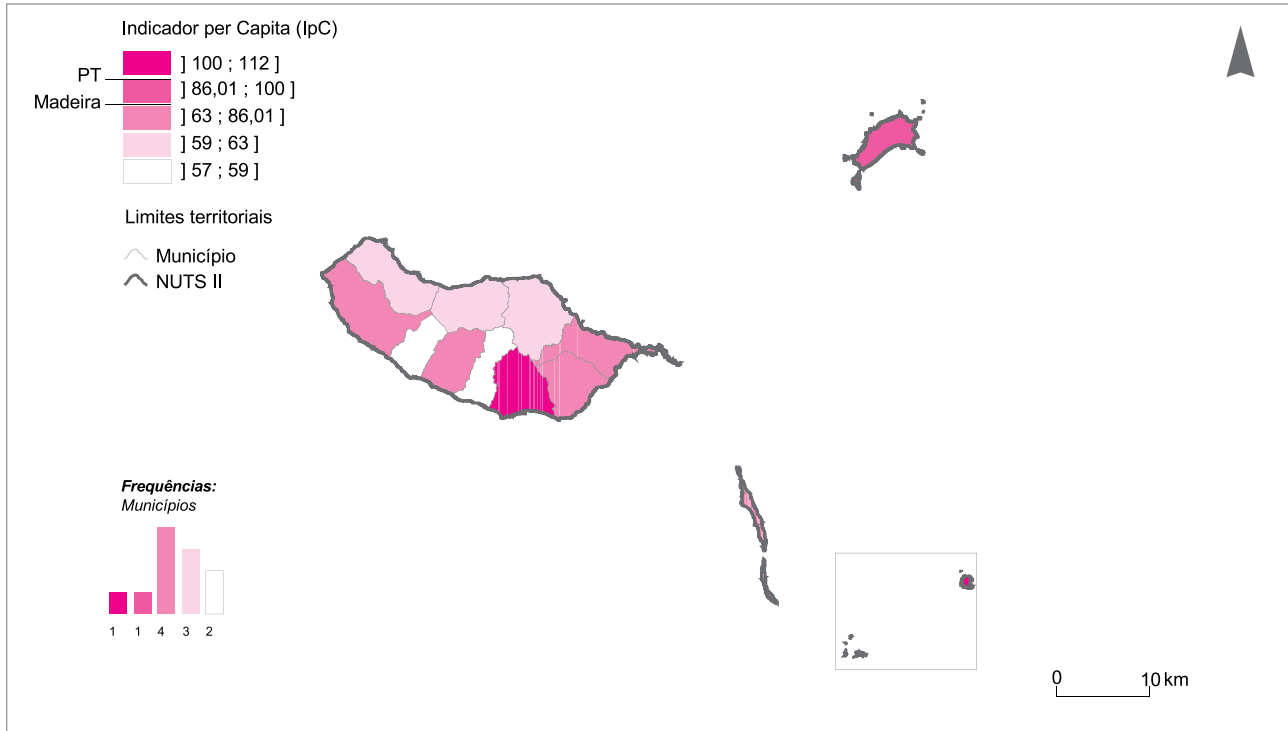 Indicador per Capita (IpC)
] 100 ; 112 ]
PT
] 86,01 ; 100 ]
Madeira
] 63 ; 86,01 ]
] 59 ; 63 ]
] 57 ; 59 ]
Limites territoriais
Município
NUTS II
Frequências:
Municípios
1 1 4 3 2
0 10 km